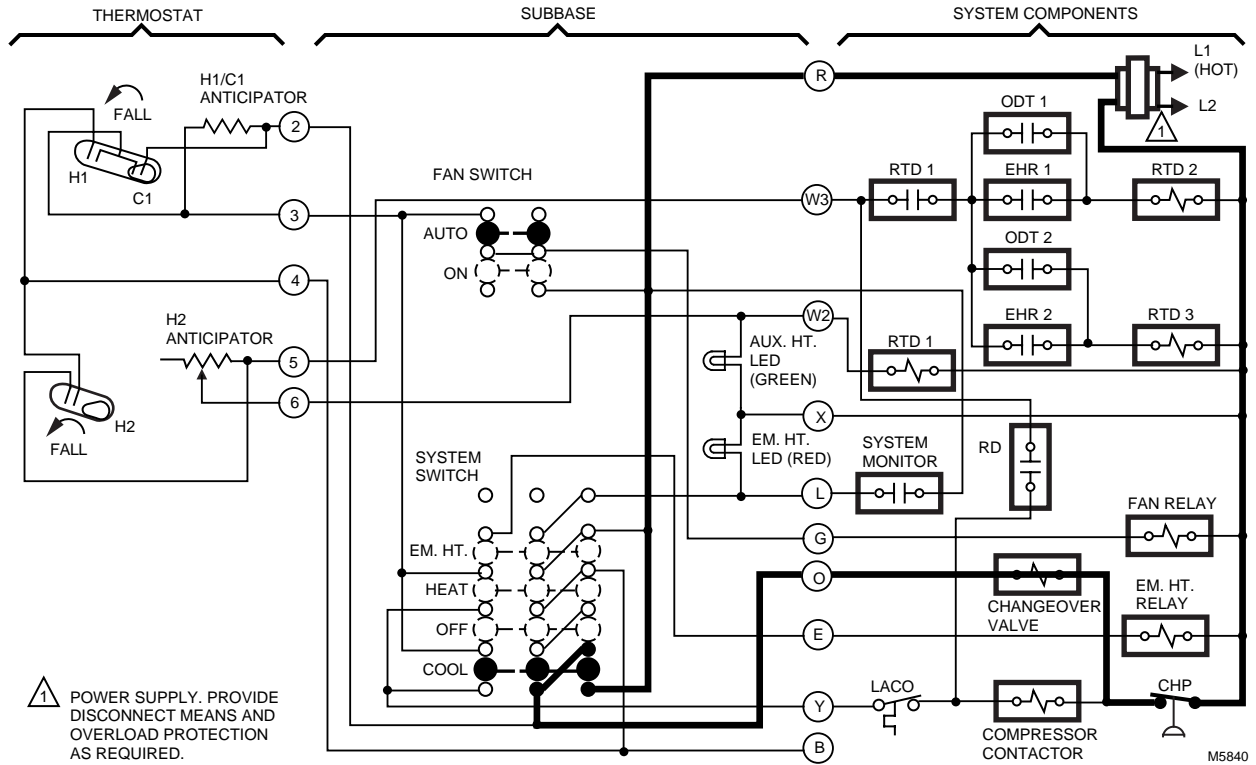 THERMOSTAT
SUBBASE
SYSTEM COMPONENTS
FALL
H1
C1
H1/C1
ANTICIPATOR
2
3
4
5
6
H2
ANTICIPATOR
H2
FALL
FAN SWITCH
AUTO
ON
SYSTEM
SWITCH
EM. HT.
HEAT
OFF
COOL
AUX. HT.
LED
(GREEN)
EM. HT.
LED (RED)
R
W3
W2
X
L
G
O
E
Y
B
L1
(HOT)
L2
1
ODT 1
RTD 1
EHR 1
RTD 2
ODT 2
EHR 2
RTD 3
RTD 1
RD
SYSTEM
MONITOR
FAN RELAY
CHANGEOVER
VALVE
EM. HT.
RELAY
LACO
CHP
COMPRESSOR
CONTACTOR
1 POWER SUPPLY. PROVIDE
DISCONNECT MEANS AND
OVERLOAD PROTECTION
AS REQUIRED.
M5840